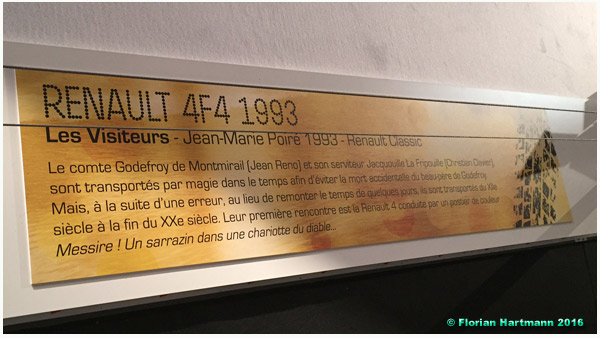 RENAULT 4F4 1993
Les Visiteurs - Jean-Marie Poiré 1993 - Renault Classic
Le comte Godefroy de Montmirail (Jean Reno) et son serviteur Jacquouille La Fripouille (Christian Clavier),
sont transportés par magie dans le temps afin d'éviter la mort accidentelle du beau-père de Godefroy.
Mais, à la suite d'une erreur, au lieu de remonter le temps de quelques jours, ils sont transportés du XIIe
siècle à la fin du XXe siècle. Leur première rencontre est la Renault 4 conduite par un postier de couleur
Messire ! Un sarrazin dans une chariotte du diable...
© Florian Hartmann 2016